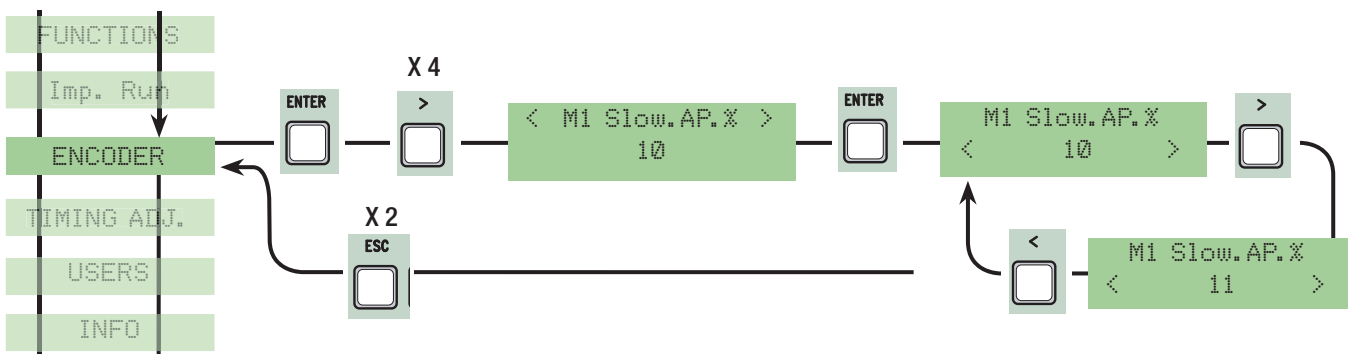 FUNCTIONS
Imp. Run
ENCODER
TIMING ADJ.
USERS
INFO
ENTER
X 4
>
< M1 Slow.AP.% >
10
ENTER
M1 Slow.AP.%
< 10 >
>
X 2
ESC
<
M1 Slow.AP.%
< 11 >